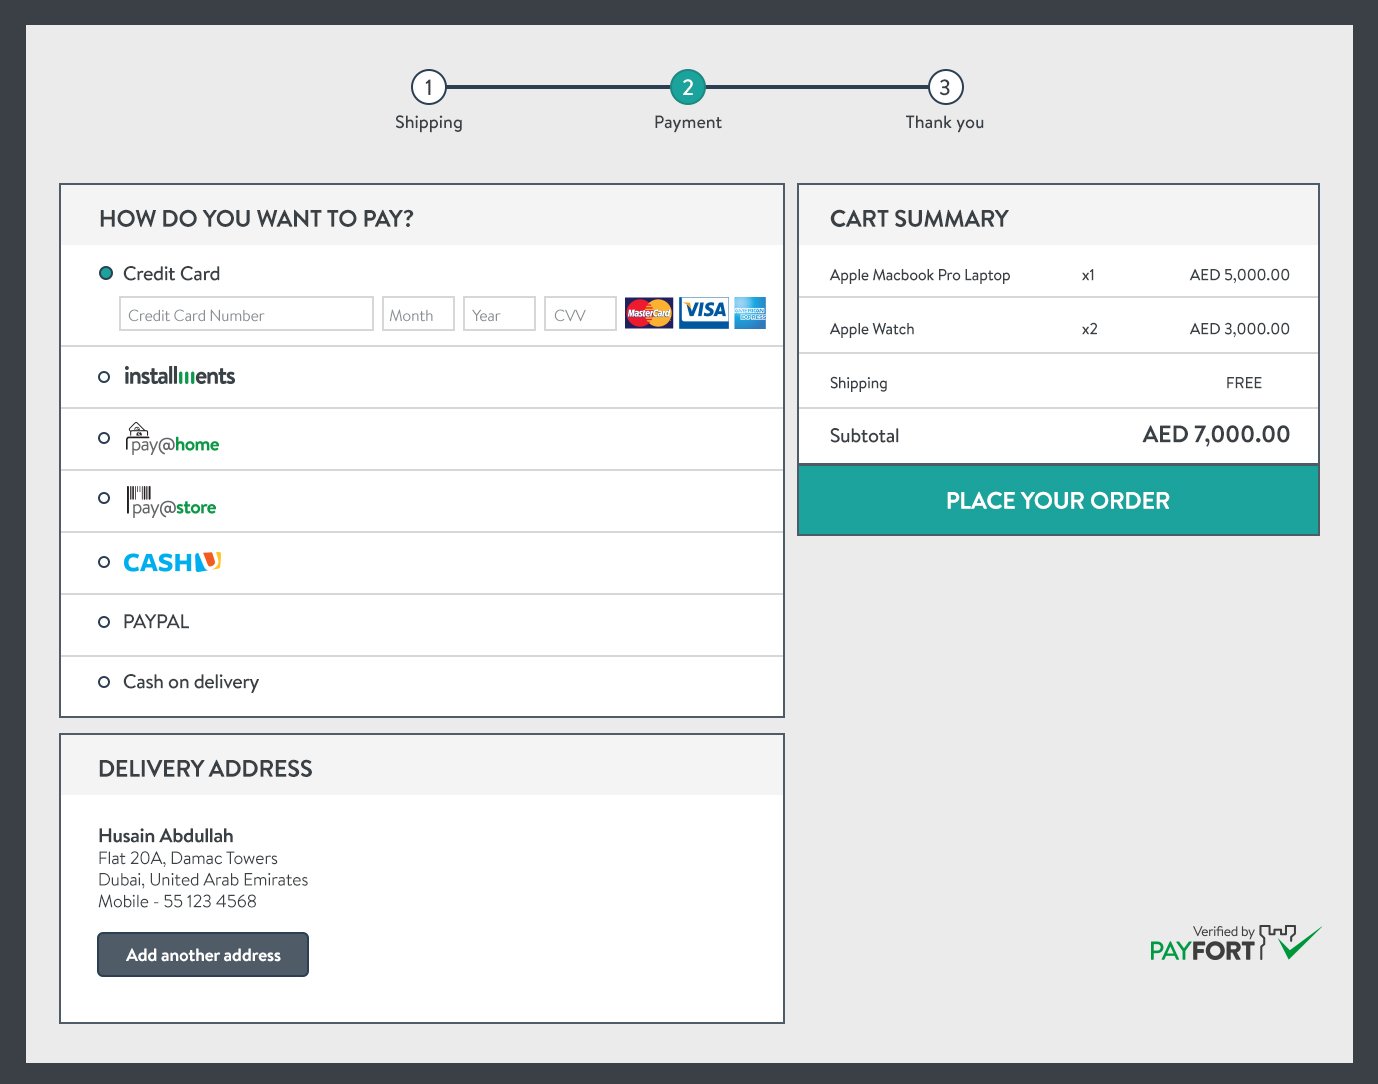 1
2
3
Shipping
Payment
Thank you
HOW DO YOU WANT TO PAY?
Credit Card
Credit Card Number
Month
Year
CVV
MasterCard
VISA
AMERICAN EXPRESS
installments
pay@home
pay@store
CASHU
PAYPAL
Cash on delivery
DELIVERY ADDRESS
Husain Abdullah
Flat 20A, Damac Towers
Dubai, United Arab Emirates
Mobile - 55 123 4568
Add another address
CART SUMMARY
Apple Macbook Pro Laptop x1 AED 5,000.00
Apple Watch x2 AED 3,000.00
Shipping FREE
Subtotal AED 7,000.00
PLACE YOUR ORDER
Verified by
PAYFORT